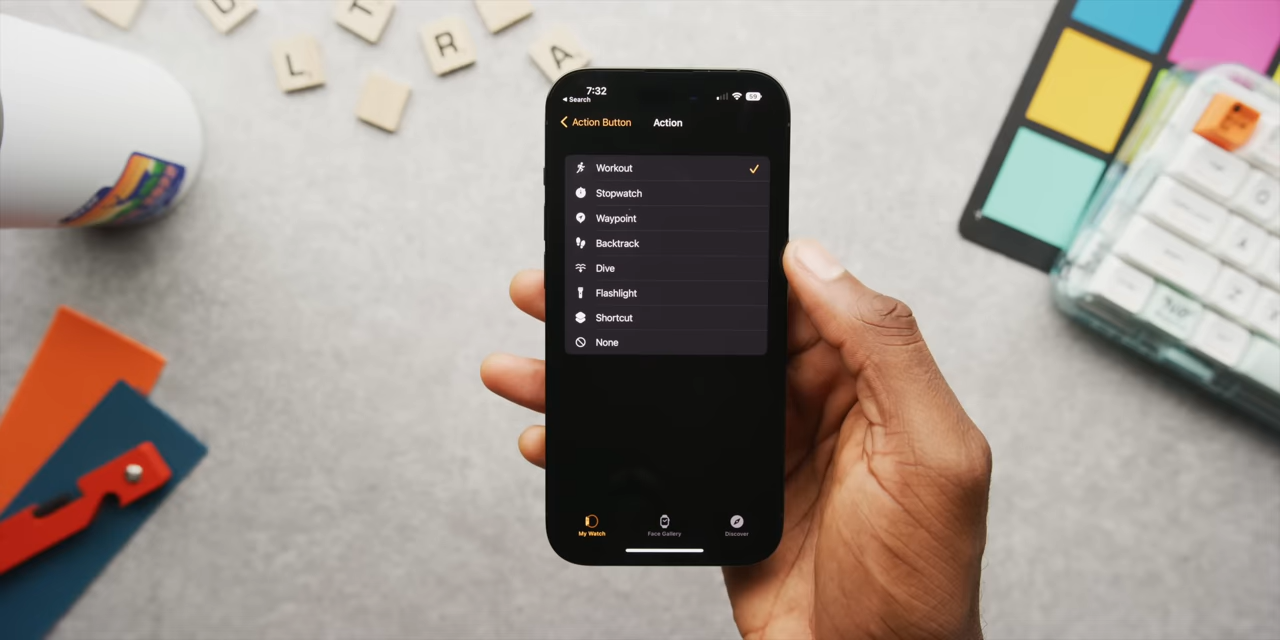 U T
L R A
7:32
59
Search
Action Button
Action
Workout
Stopwatch
Waypoint
Backtrack
Dive
Flashlight
Shortcut
None
My Watch
Face Gallery
Discover